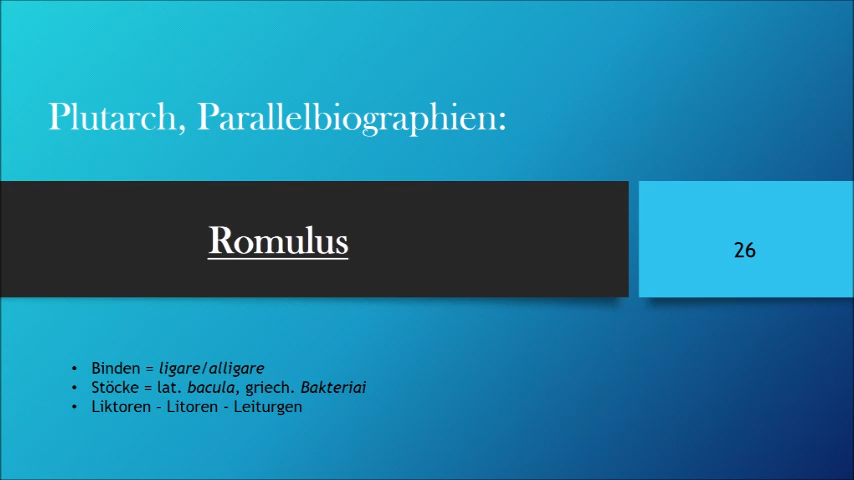 Plutarch, Parallelbiographien:
Romulus
26
• Binden = ligare/alligare
• Stöcke = lat. bacula, griech. Bakteriai
• Liktoren – Litoren - Leiturgen